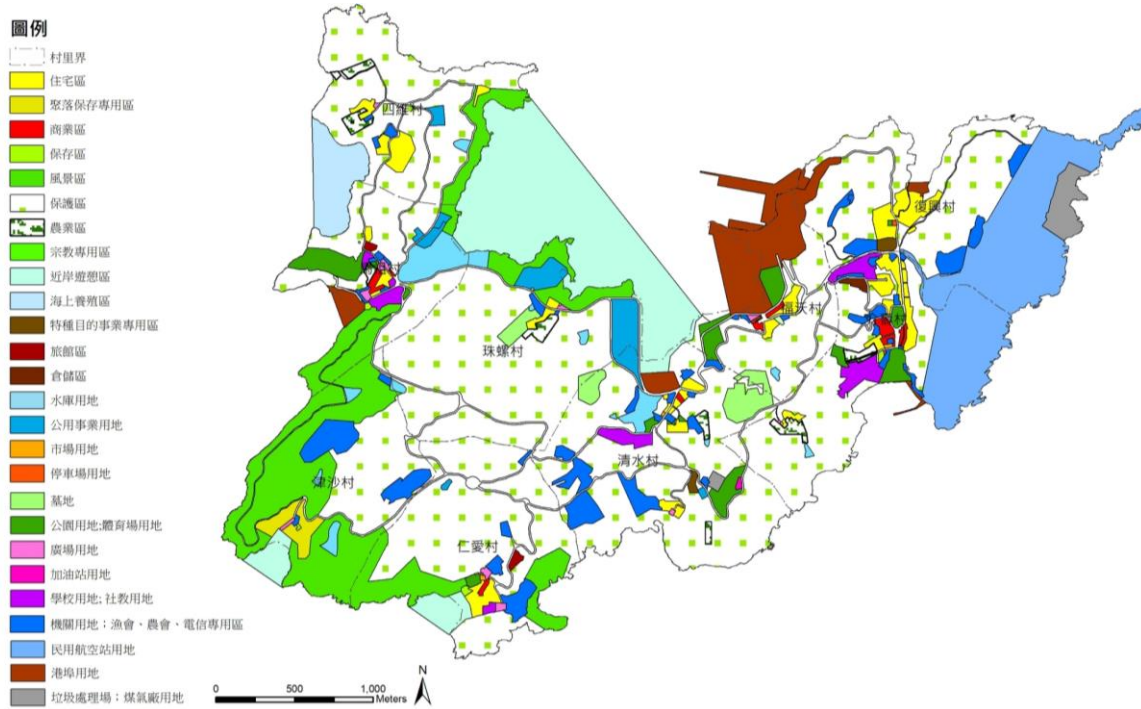 圖例
村里界
住宅區
聚落保存專用區
商業區
保存區
風景區
保護區
農業區
宗教專用區
近岸遊憩區
海上養殖區
特種目的事業專用區
旅館區
倉儲區
水庫用地
公用事業用地
市場用地
停車場用地
墓地
公園用地;體育場用地
廣場用地
加油站用地
學校用地; 社教用地
機關用地；漁會、農會、電信專用區
民用航空站用地
港埠用地
垃圾處理場；煤氣廠用地
四維村
復興村
福沃村
珠螺村
清水村
津沙村
仁愛村
0 500 1,000
Meters
N